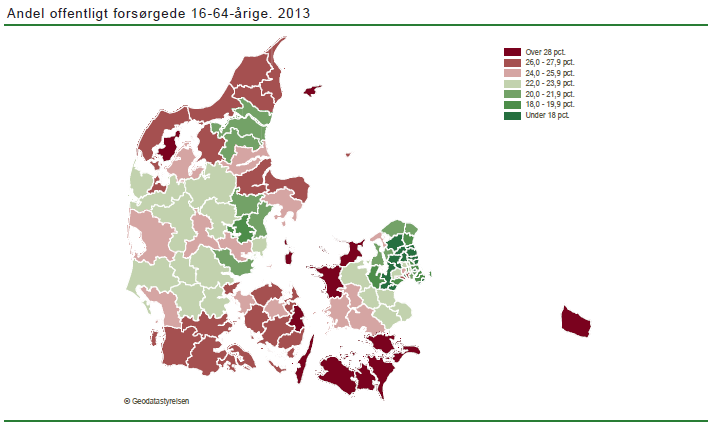 Andel offentligt forsørgede 16-64-årige. 2013
Over 28 pct.
26,0 - 27,9 pct.
24,0 - 25,9 pct.
22,0 - 23,9 pct.
20,0 - 21,9 pct.
18,0 - 19,9 pct.
Under 18 pct.
© Geodatastyrelsen